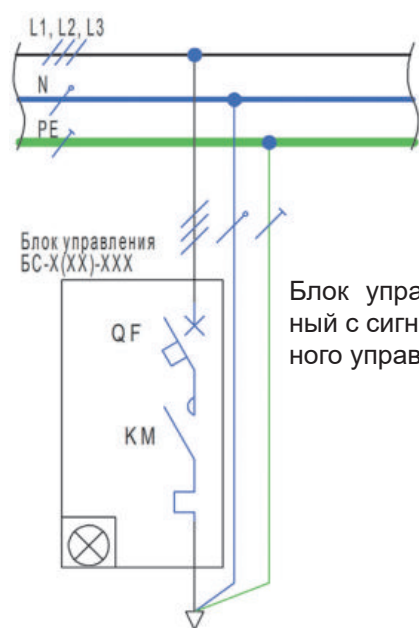 L1, L2, L3
N
PE
Блок управления
БС-Х(ХХ)-ХХХ
QF
KM
Блок упра
ный с сигн
ного управ